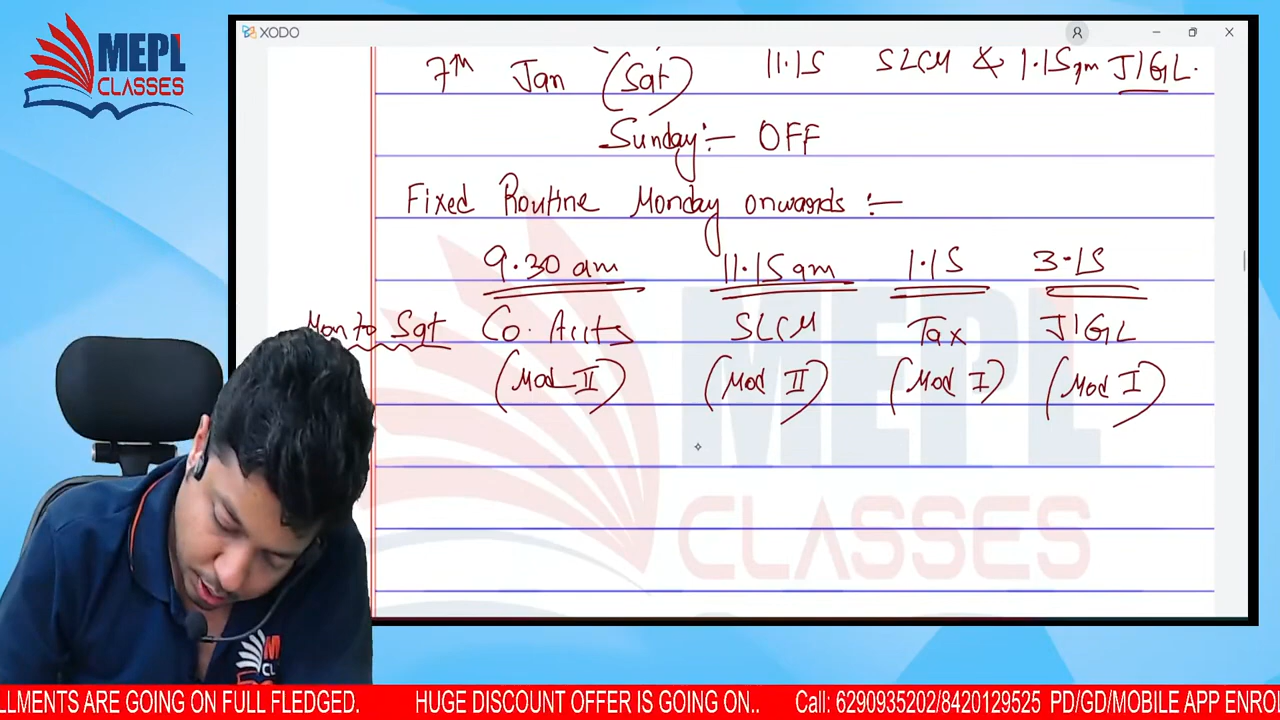 MEPL
CLASSES
XODO
7th Jan (Sat) 11.15 SLCM & 1.15pm JIGL.
Sunday:- OFF
Fixed Routine Monday onwards :-
9.30 am 11.15 am 1.15 3.15
Mon to Sat Co. Accts SLCM Tax JIGL
(Mod II) (Mod II) (Mod I) (Mod I)
MEPL
CLASSES
LLMENTS ARE GOING ON FULL FLEDGED. HUGE DISCOUNT OFFER IS GOING ON.. Call: 6290935202/8420129525 PD/GD/MOBILE APP ENRO